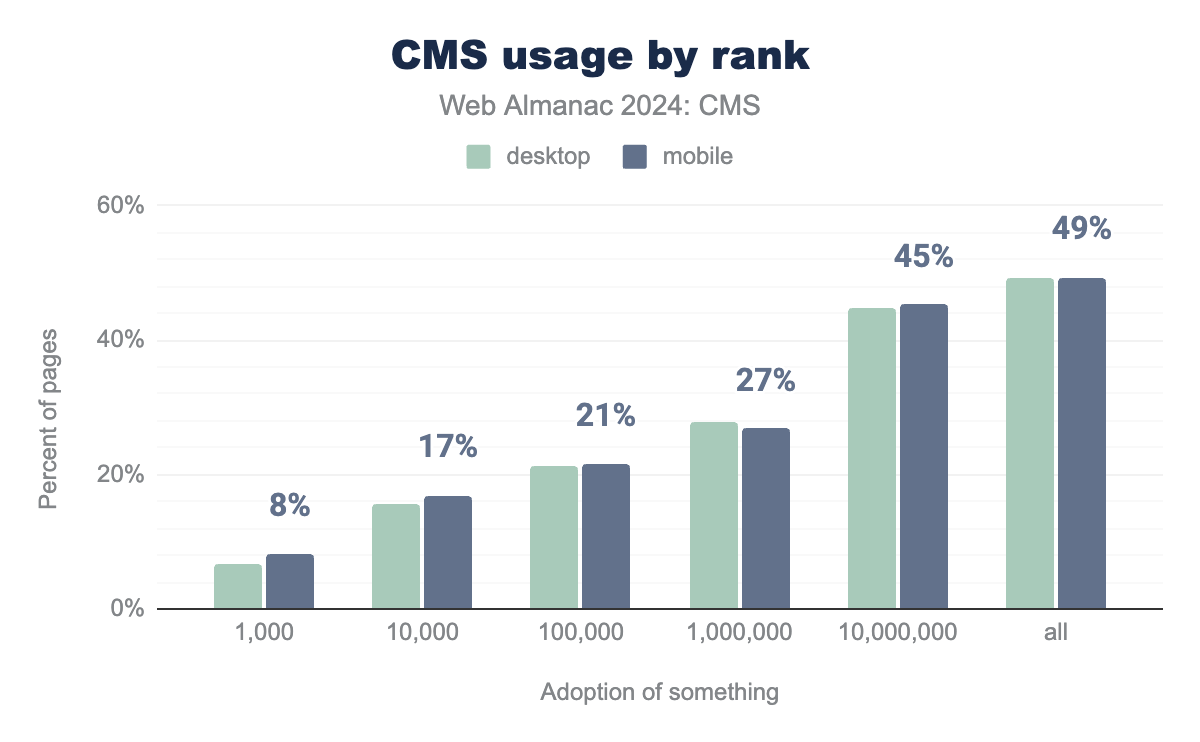 CMS usage by rank
Web Almanac 2024: CMS
desktop mobile
60%
40%
20%
0%
Percent of pages
8%
17%
21%
27%
45%
49%
1,000 10,000 100,000 1,000,000 10,000,000 all
Adoption of something